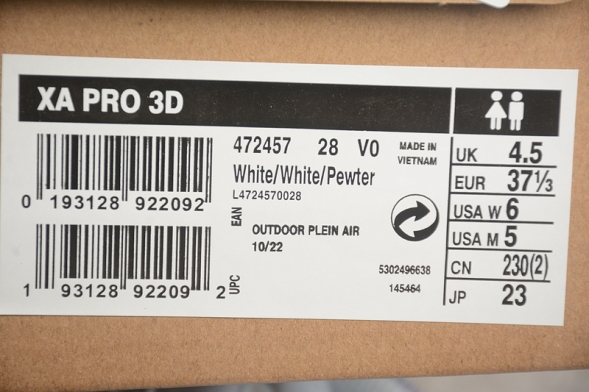 XA PRO 3D
472457 28 V0
MADE IN
VIETNAM
White/White/Pewter
L4724570028
0 193128 922092
EAN
OUTDOOR PLEIN AIR
10/22
5302496638
145464
1 93128 92209 2
UPC
UK 4.5
EUR 37⅓
USA W 6
USA M 5
CN 230(2)
JP 23